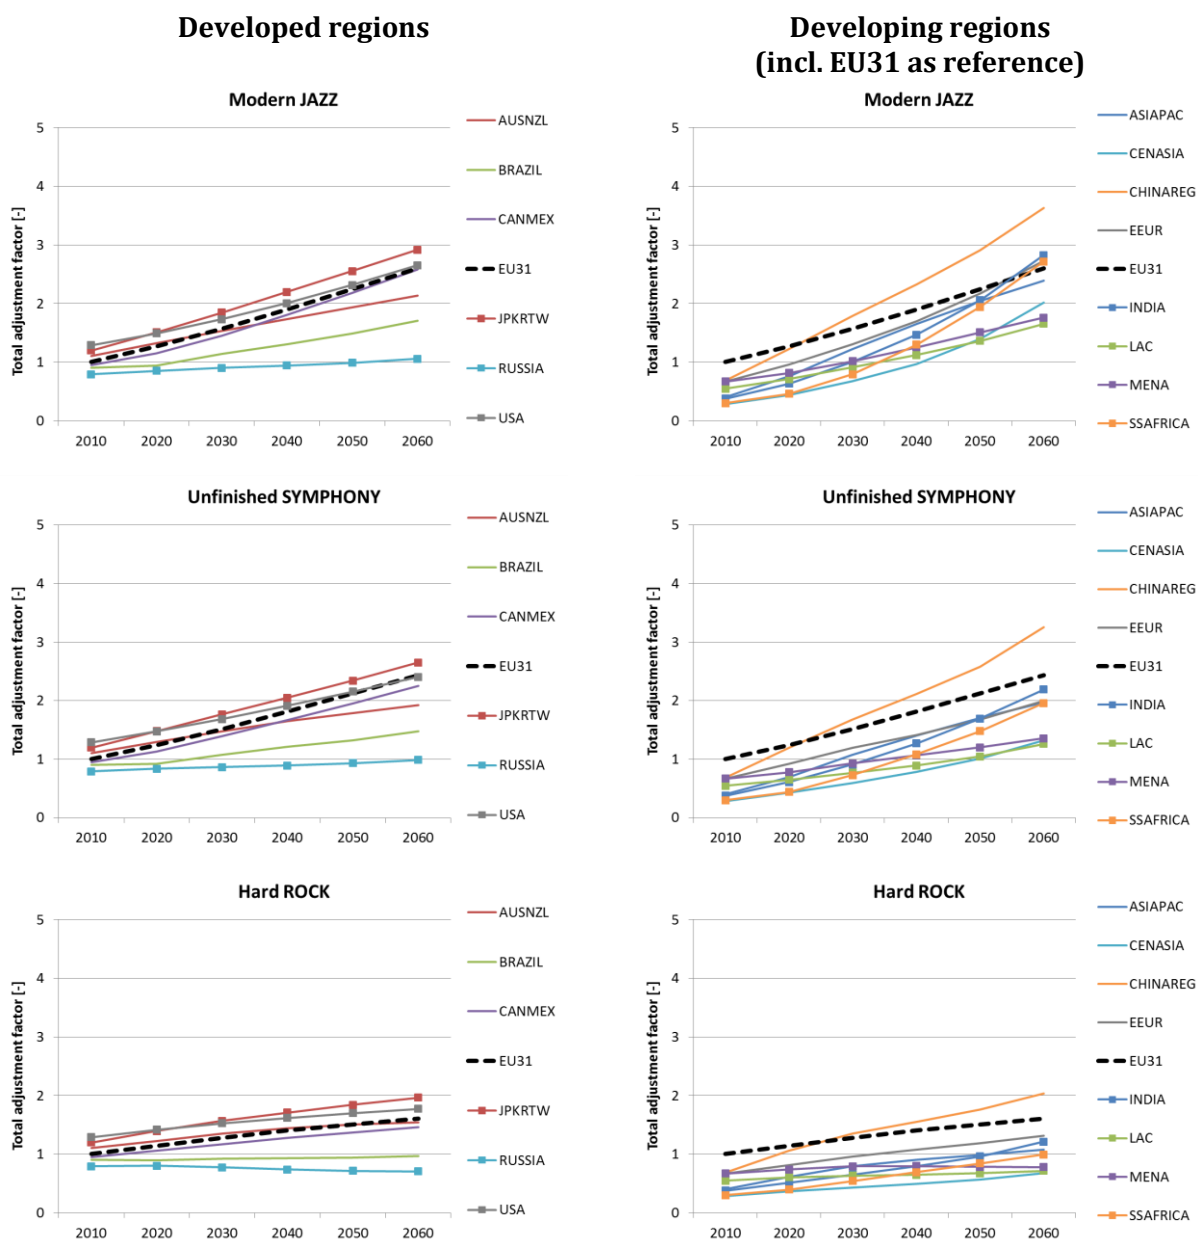 Developed regions
Developing regions
(incl. EU31 as reference)
Modern JAZZ
Total adjustment factor [-]
5
4
3
2
1
0
2010 2020 2030 2040 2050 2060
AUSNZL
BRAZIL
CANMEX
EU31
JPKRTW
RUSSIA
USA
Modern JAZZ
Total adjustment factor [-]
5
4
3
2
1
0
2010 2020 2030 2040 2050 2060
ASIAPAC
CENASIA
CHINAREG
EEUR
EU31
INDIA
LAC
MENA
SSAFRICA
Unfinished SYMPHONY
Total adjustment factor [-]
5
4
3
2
1
0
2010 2020 2030 2040 2050 2060
AUSNZL
BRAZIL
CANMEX
EU31
JPKRTW
RUSSIA
USA
Unfinished SYMPHONY
Total adjustment factor [-]
5
4
3
2
1
0
2010 2020 2030 2040 2050 2060
ASIAPAC
CENASIA
CHINAREG
EEUR
EU31
INDIA
LAC
MENA
SSAFRICA
Hard ROCK
Total adjustment factor [-]
5
4
3
2
1
0
2010 2020 2030 2040 2050 2060
AUSNZL
BRAZIL
CANMEX
EU31
JPKRTW
RUSSIA
USA
Hard ROCK
Total adjustment factor [-]
5
4
3
2
1
0
2010 2020 2030 2040 2050 2060
ASIAPAC
CENASIA
CHINAREG
EEUR
EU31
INDIA
LAC
MENA
SSAFRICA